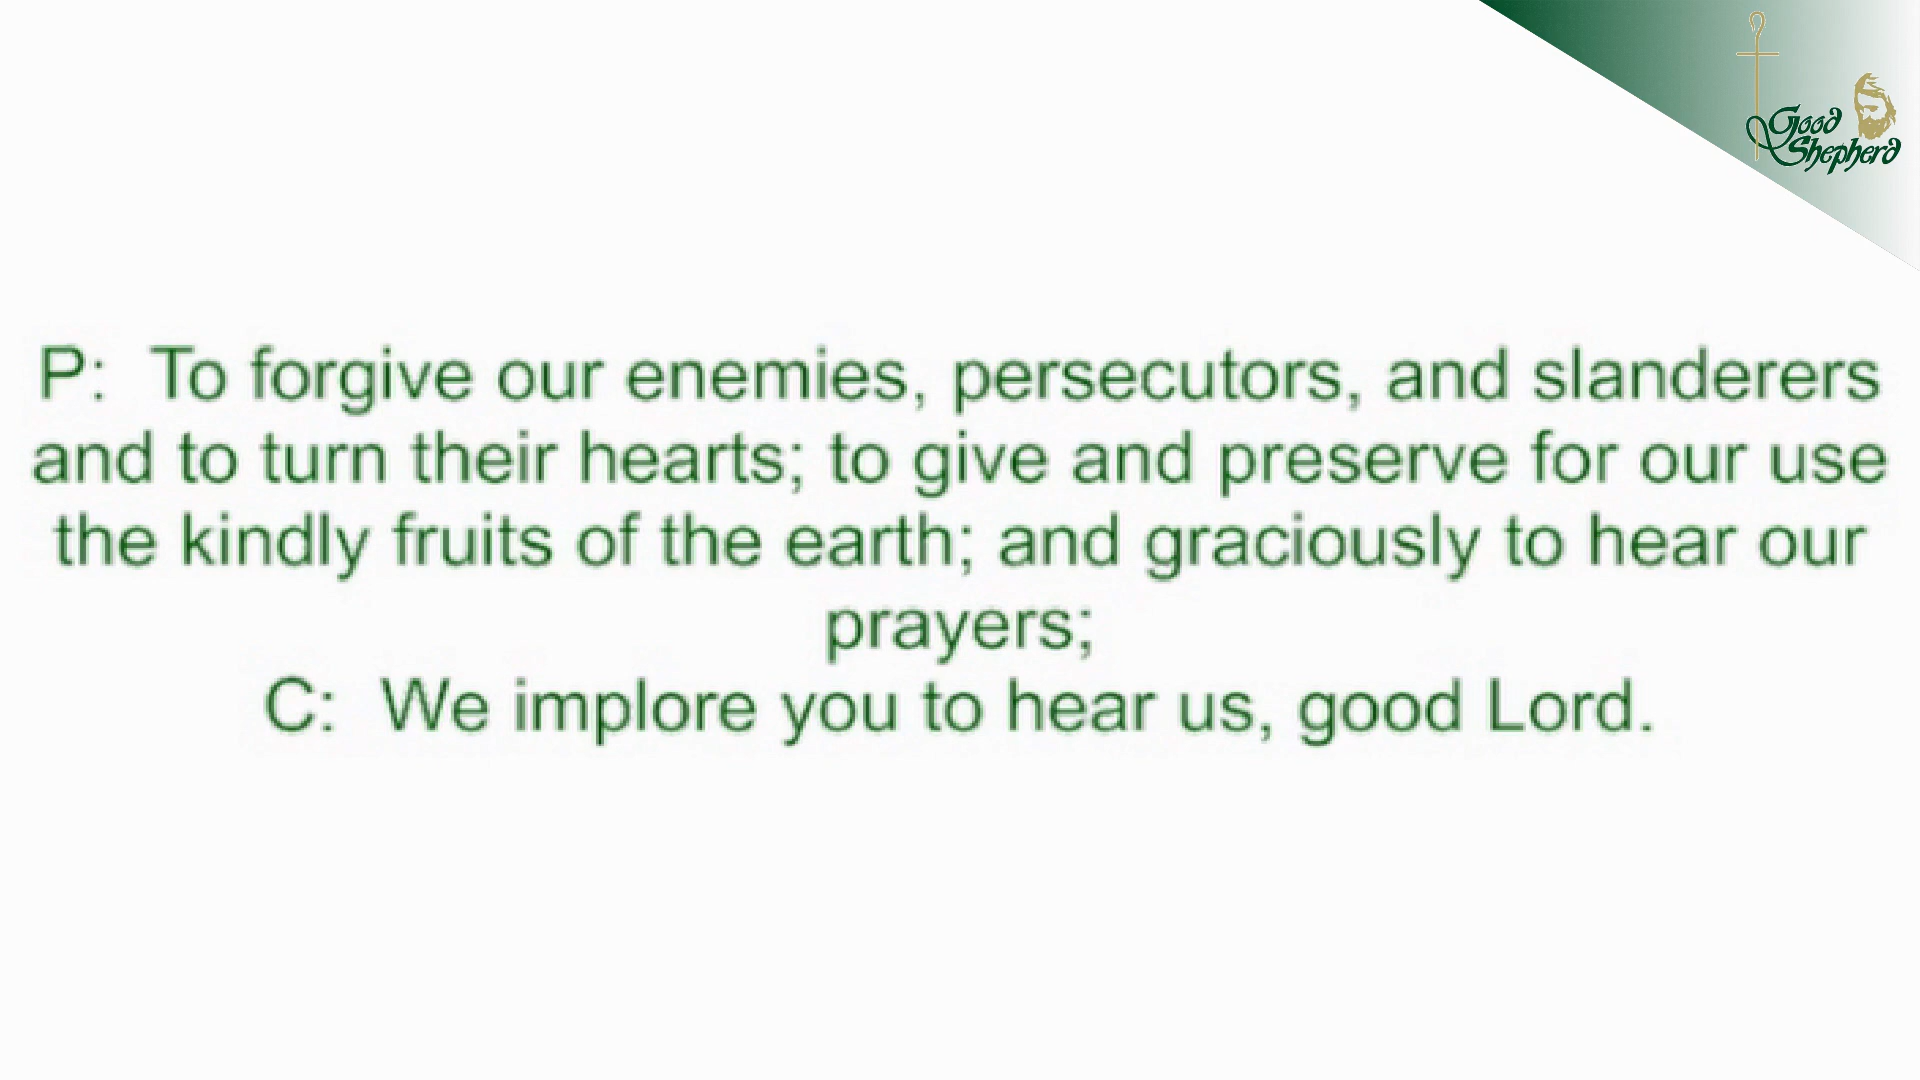 Good
Shepherd
P: To forgive our enemies, persecutors, and slanderers
and to turn their hearts; to give and preserve for our use
the kindly fruits of the earth; and graciously to hear our
prayers;
C: We implore you to hear us, good Lord.